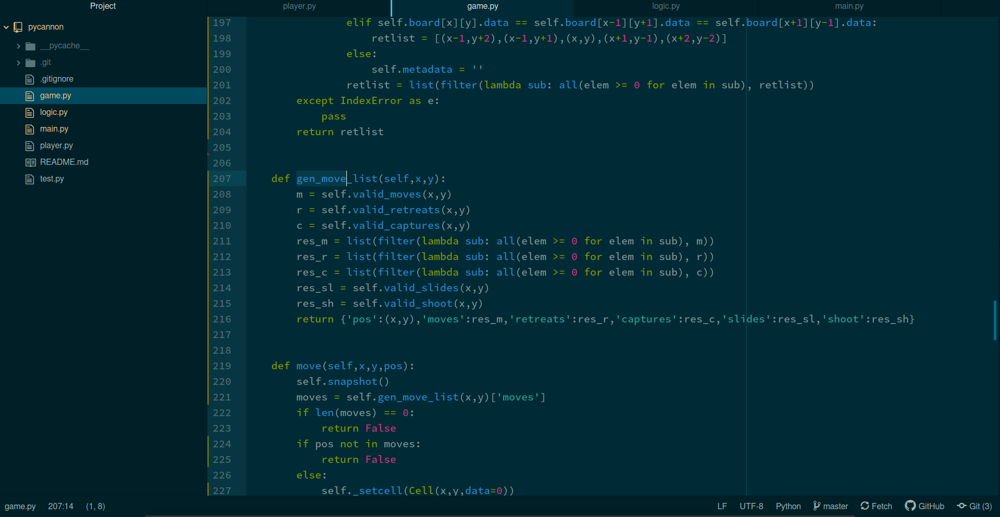 Project
pycannon
__pycache__
.git
.gitignore
game.py
logic.py
main.py
player.py
README.md
test.py
player.py game.py logic.py main.py
197 elif self.board[x][y].data == self.board[x-1][y+1].data == self.board[x+1][y-1].data:
198 retlist = [(x-1,y+2),(x-1,y+1),(x,y),(x+1,y-1),(x+2,y-2)]
199 else:
200 self.metadata = ''
201 retlist = list(filter(lambda sub: all(elem >= 0 for elem in sub), retlist))
202 except IndexError as e:
203 pass
204 return retlist
205
206
207 def gen_move_list(self,x,y):
208 m = self.valid_moves(x,y)
209 r = self.valid_retreats(x,y)
210 c = self.valid_captures(x,y)
211 res_m = list(filter(lambda sub: all(elem >= 0 for elem in sub), m))
212 res_r = list(filter(lambda sub: all(elem >= 0 for elem in sub), r))
213 res_c = list(filter(lambda sub: all(elem >= 0 for elem in sub), c))
214 res_sl = self.valid_slides(x,y)
215 res_sh = self.valid_shoot(x,y)
216 return {'pos':(x,y),'moves':res_m,'retreats':res_r,'captures':res_c,'slides':res_sl,'shoot':res_sh}
217
218
219 def move(self,x,y,pos):
220 self.snapshot()
221 moves = self.gen_move_list(x,y)['moves']
222 if len(moves) == 0:
223 return False
224 if pos not in moves:
225 return False
226 else:
227 self._setcell(Cell(x,y,data=0))
game.py 207:14 (1, 8) LF UTF-8 Python master Fetch GitHub Git (3)